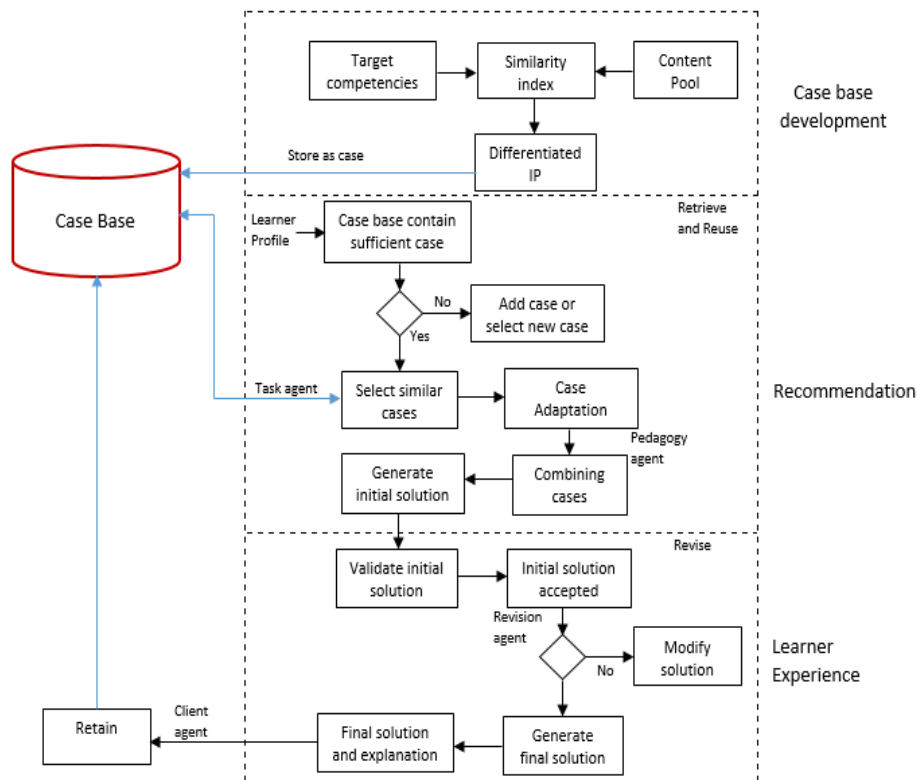 Target
competencies
Similarity
index
Content
Pool
Case base
development
Store as case
Differentiated
IP
Case Base
Learner
Profile
Case base contain
sufficient case
Retrieve
and Reuse
No
Add case or
select new case
Yes
Task agent
Select similar
cases
Case
Adaptation
Recommendation
Pedagogy
agent
Generate
initial solution
Combining
cases
Revise
Validate initial
solution
Initial solution
accepted
Revision
agent
No
Modify
solution
Learner
Experience
Retain
Client
agent
Final solution
and explanation
Generate
final solution